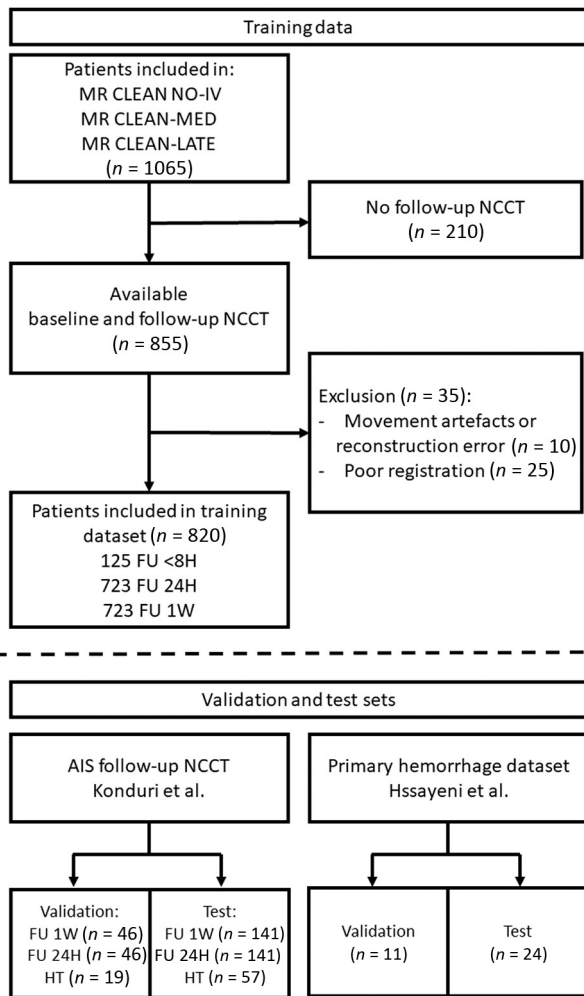 Training data
Patients included in:
MR CLEAN NO-IV
MR CLEAN-MED
MR CLEAN-LATE
(n = 1065)
No follow-up NCCT
(n = 210)
Available
baseline and follow-up NCCT
(n = 855)
Exclusion (n = 35):
- Movement artefacts or
reconstruction error (n = 10)
- Poor registration (n = 25)
Patients included in training
dataset (n = 820)
125 FU <8H
723 FU 24H
723 FU 1W
Validation and test sets
AIS follow-up NCCT
Konduri et al.
Primary hemorrhage dataset
Hssayeni et al.
Validation:
FU 1W (n = 46)
FU 24H (n = 46)
HT (n = 19)
Test:
FU 1W (n = 141)
FU 24H (n = 141)
HT (n = 57)
Validation
(n = 11)
Test
(n = 24)